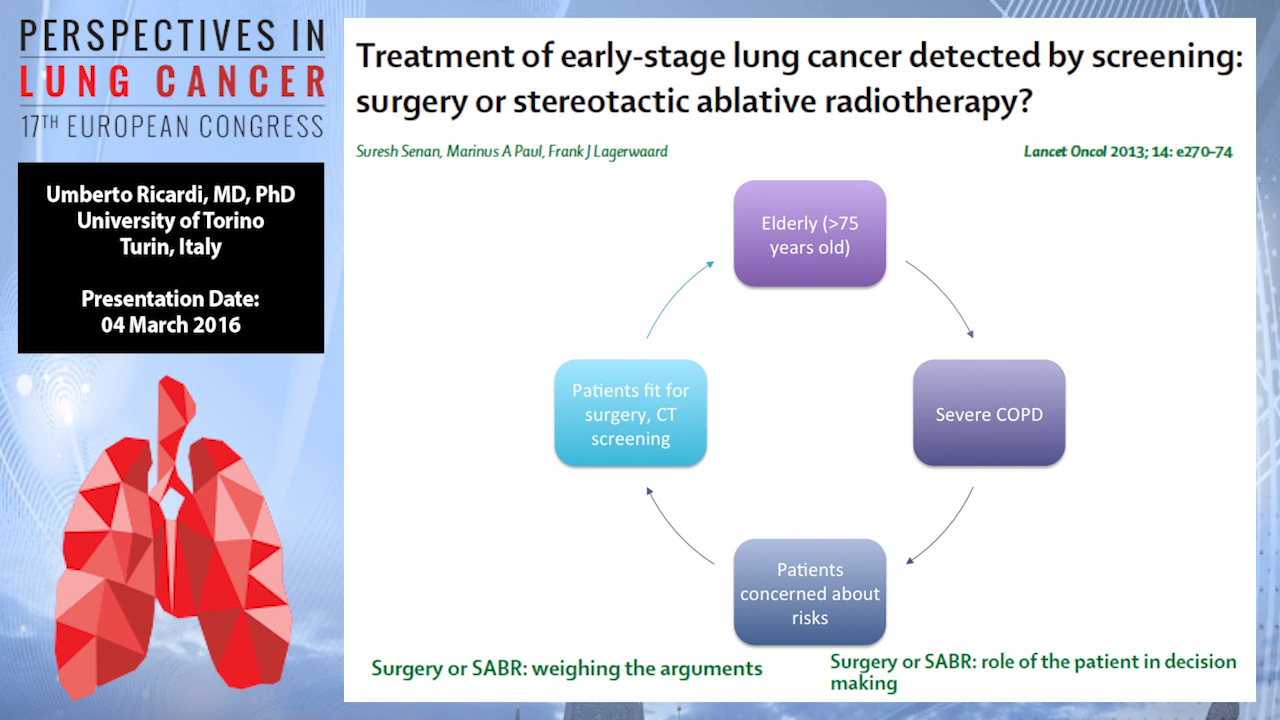 PERSPECTIVES IN
LUNG CANCER
17TH EUROPEAN CONGRESS
Umberto Ricardi, MD, PhD
University of Torino
Turin, Italy
Presentation Date:
04 March 2016
Treatment of early-stage lung cancer detected by screening:
surgery or stereotactic ablative radiotherapy?
Suresh Senan, Marinus A Paul, Frank J Lagerwaard
Lancet Oncol 2013; 14: e270–74
Elderly (>75
years old)
Patients fit for
surgery, CT
screening
Severe COPD
Patients
concerned about
risks
Surgery or SABR: weighing the arguments
Surgery or SABR: role of the patient in decision
making